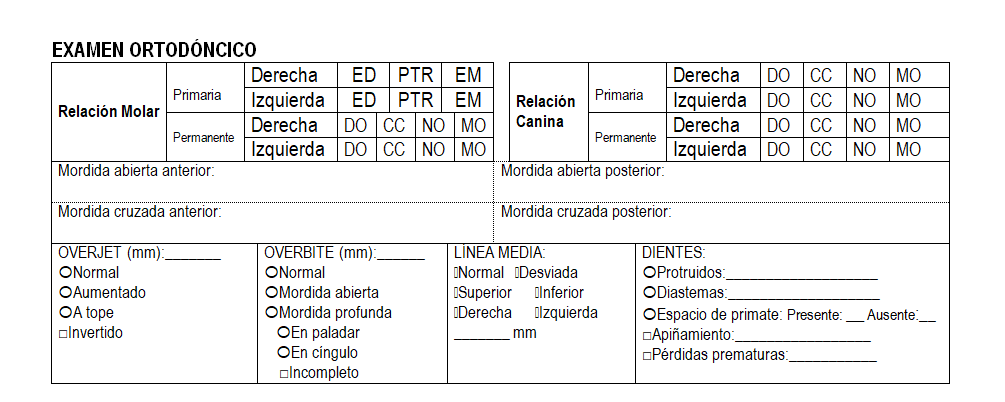 EXAMEN ORTODÓNCICO
Relación Molar
Primaria
Derecha ED PTR EM
Izquierda ED PTR EM
Permanente
Derecha DO CC NO MO
Izquierda DO CC NO MO
Relación Canina
Primaria
Derecha DO CC NO MO
Izquierda DO CC NO MO
Permanente
Derecha DO CC NO MO
Izquierda DO CC NO MO
Mordida abierta anterior:
Mordida abierta posterior:
Mordida cruzada anterior:
Mordida cruzada posterior:
OVERJET (mm):_______
Normal
Aumentado
A tope
Invertido
OVERBITE (mm):______
Normal
Mordida abierta
Mordida profunda
En paladar
En cíngulo
Incompleto
LÍNEA MEDIA:
Normal Desviada
Superior Inferior
Derecha Izquierda
_______ mm
DIENTES:
Protruidos:___________________
Diastemas:___________________
Espacio de primate: Presente: __ Ausente:__
Apiñamiento:_________________
Pérdidas prematuras:___________